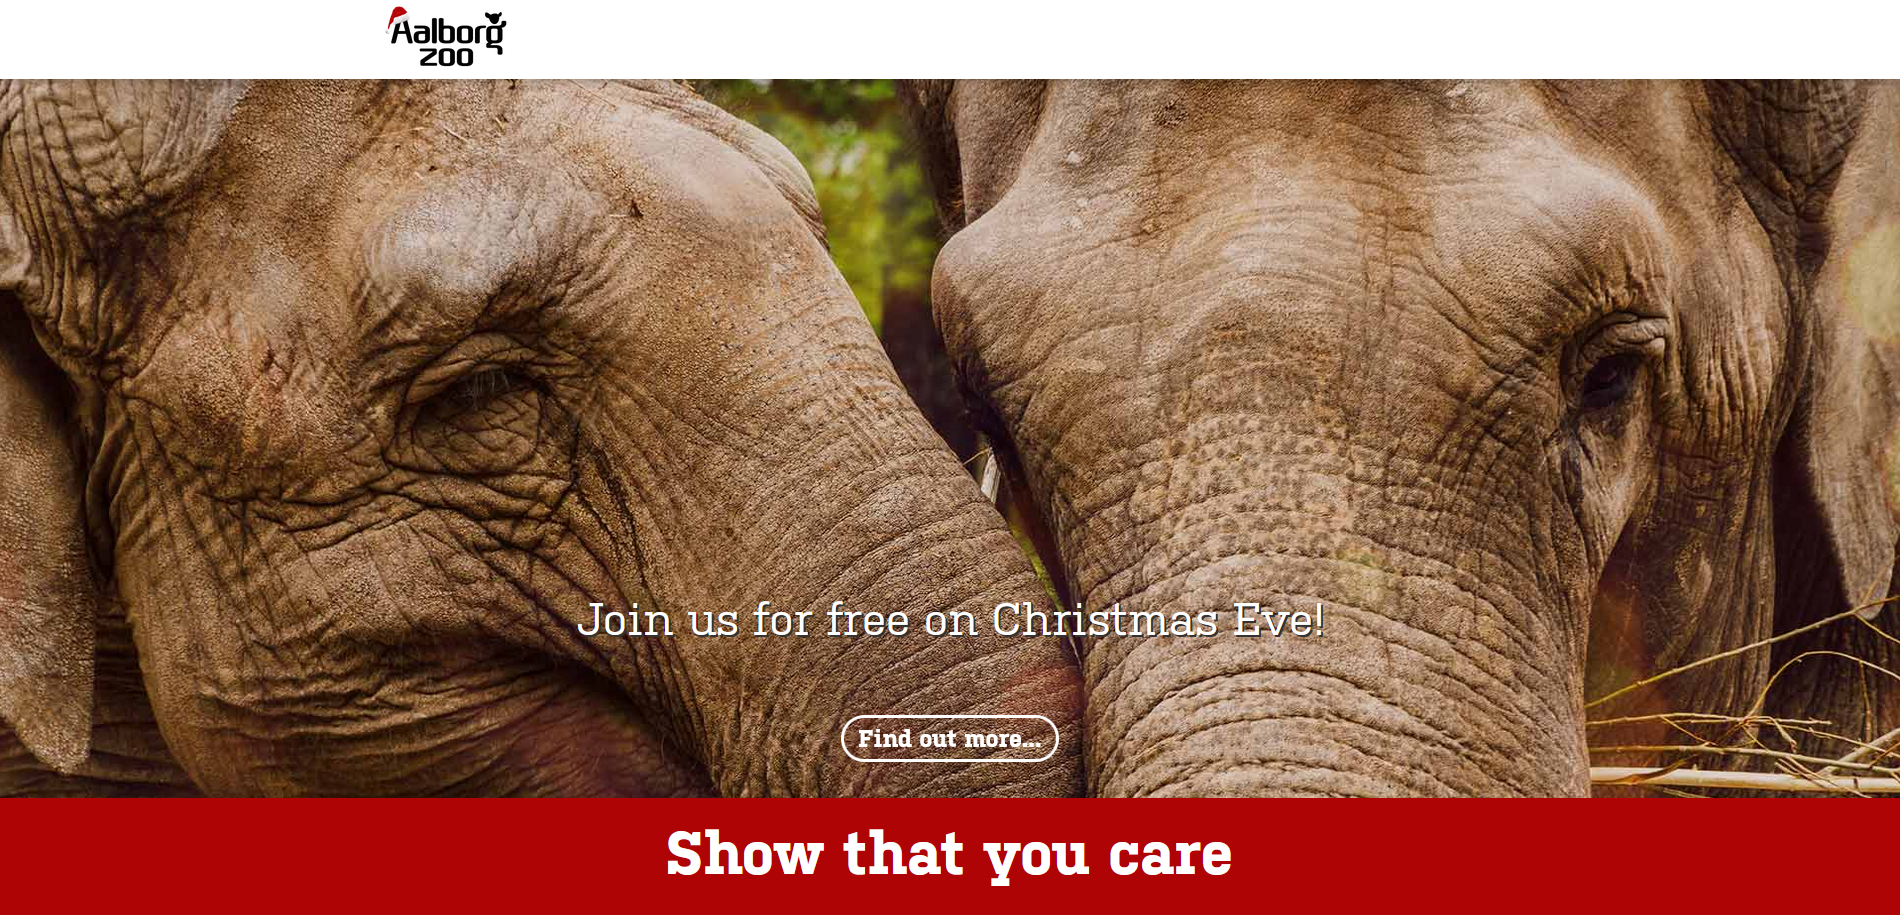 Aalborg
zoo
Join us for free on Christmas Eve!
Find out more...
Show that you care